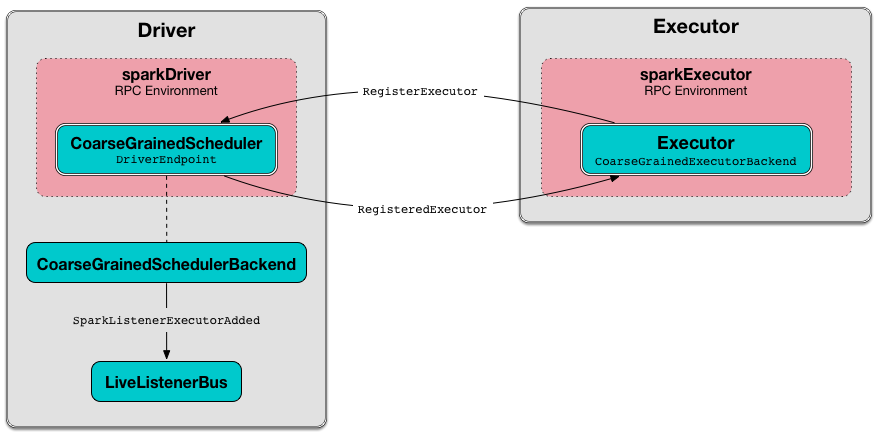 Driver
sparkDriver
RPC Environment
CoarseGrainedScheduler
DriverEndpoint
CoarseGrainedSchedulerBackend
SparkListenerExecutorAdded
LiveListenerBus
RegisterExecutor
RegisteredExecutor
Executor
sparkExecutor
RPC Environment
Executor
CoarseGrainedExecutorBackend